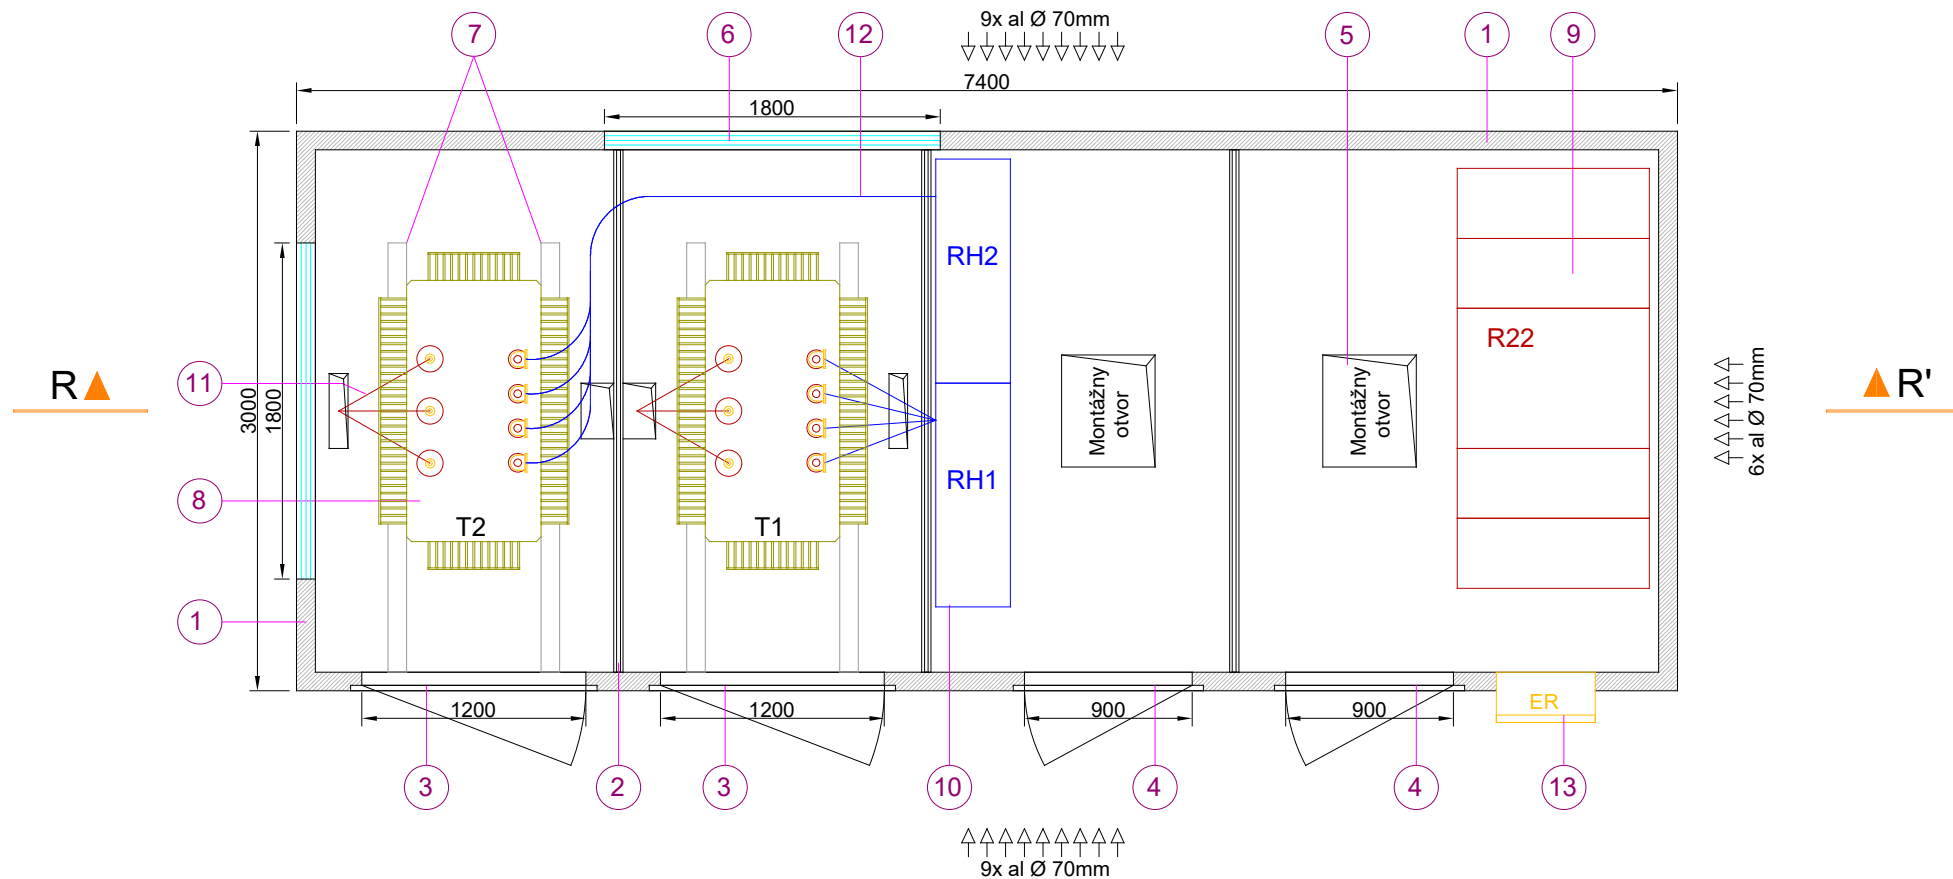 9x al Ø 70mm
7 6 12 5 1 9
7400
1800
RH2
R22
Montážny
otvor
Montážny
otvor
R
11
3000
1800
R'
6x al Ø 70mm
RH1
8
T2
T1
1
ER
1200
1200
900
900
3 2 3 10 4 4 13
9x al Ø 70mm